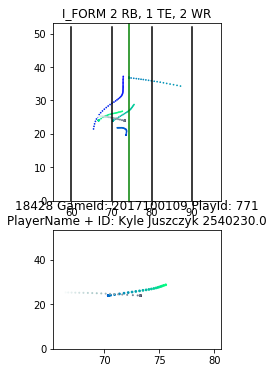 I_FORM 2 RB, 1 TE, 2 WR
50
40
30
20
10
0
60 70 80 90
18428 GameId: 2017100109 PlayId: 771
PlayerName + ID: Kyle Juszczyk 2540230.0
40
20
0
70 75 80